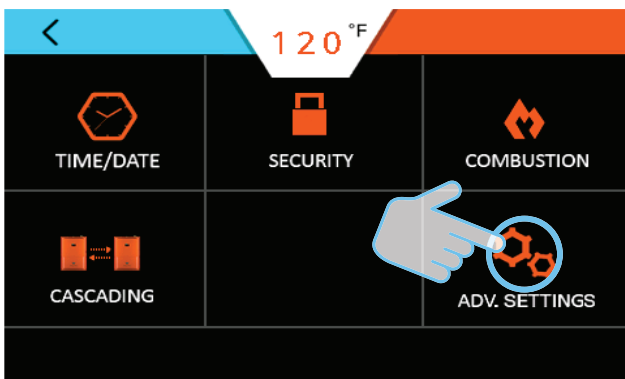 120 °F
TIME/DATE
SECURITY
COMBUSTION
CASCADING
ADV. SETTINGS